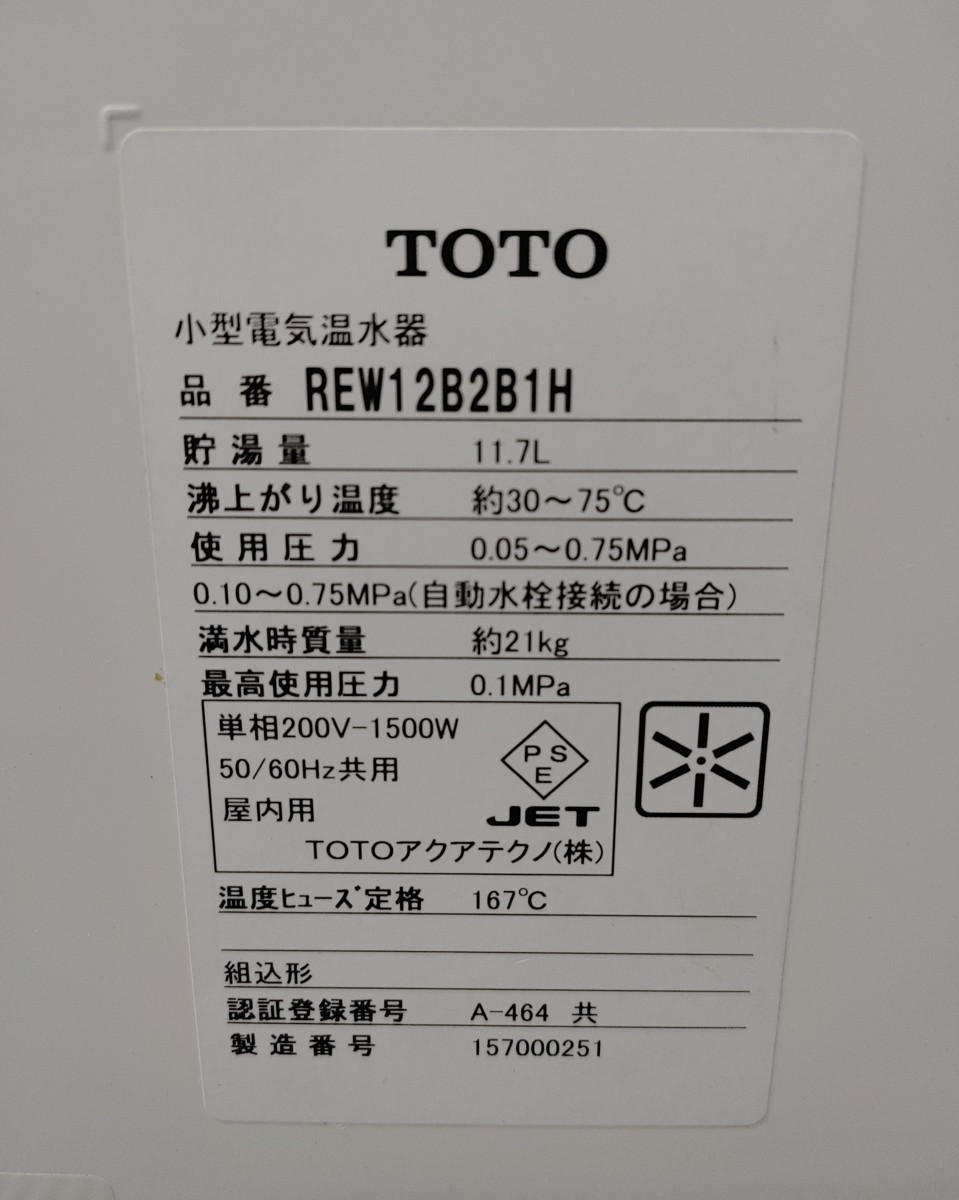 TOTO
小型電気温水器
品番 REW12B2B1H
貯湯量 11.7L
沸上がり温度 約30～75℃
使用圧力 0.05～0.75MPa
0.10～0.75MPa(自動水栓接続の場合)
満水時質量 約21kg
最高使用圧力 0.1MPa
単相200V-1500W
50/60Hz共用
屋内用
PSE
JET
TOTOアクアテクノ(株)
温度ヒューズ定格 167℃
組込形
認証登録番号 A-464 共
製造番号 157000251